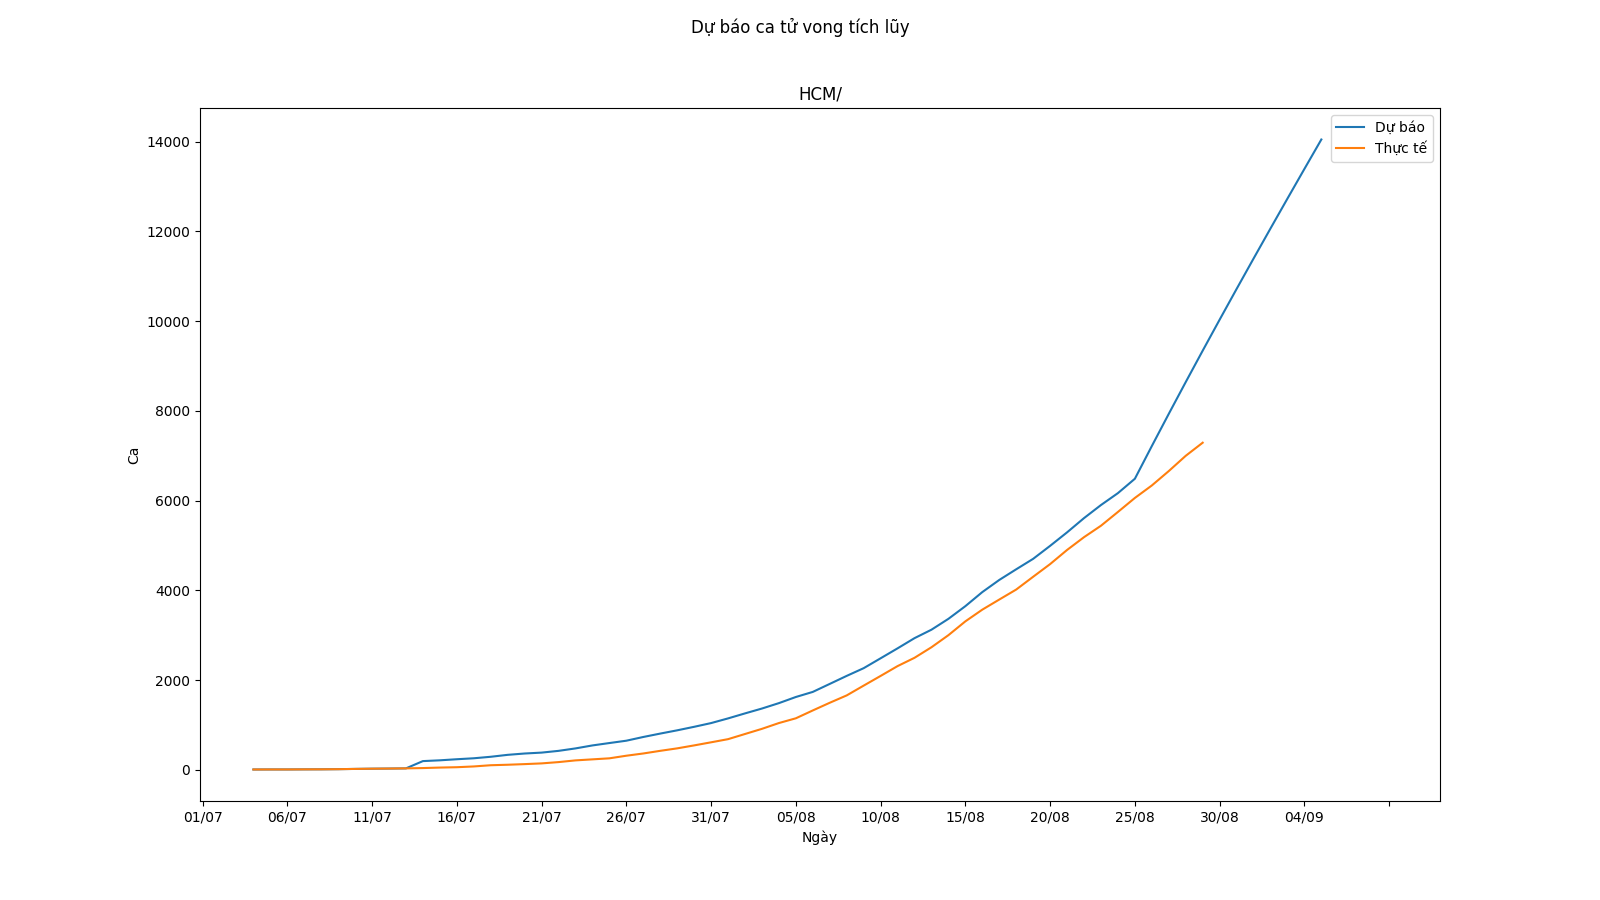 Dự báo ca tử vong tích lũy
HCM/
Dự báo
Thực tế
14000
12000
10000
8000
6000
4000
2000
0
Ca
01/07 06/07 11/07 16/07 21/07 26/07 31/07 05/08 10/08 15/08 20/08 25/08 30/08 04/09
Ngày